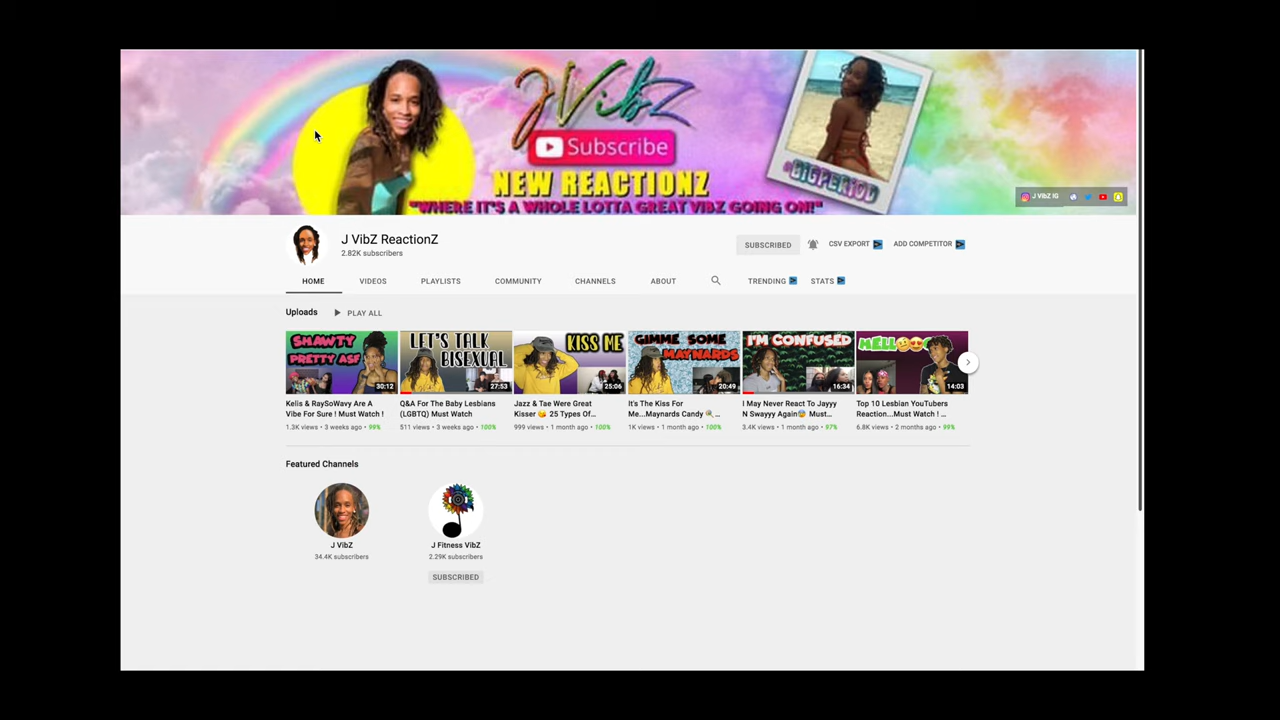 JVibZ
Subscribe
NEW REACTIONZ
"WHERE IT'S A WHOLE LOTTA GREAT VIBZ GOING ON!"
#BIGPERIOD
J VibZ IG
J VibZ ReactionZ
2.82K subscribers
SUBSCRIBED
CSV EXPORT
ADD COMPETITOR
HOME
VIDEOS
PLAYLISTS
COMMUNITY
CHANNELS
ABOUT
TRENDING
STATS
Uploads
PLAY ALL
SHAWTY
PRETTY ASF
30:12
LET'S TALK
BISEXUAL
27:53
KISS ME
25:06
GIMME SOME
MAYNARDS
20:49
I'M CONFUSED
16:34
HELLO
14:03
Kelis & RaySoWavy Are A
Vibe For Sure ! Must Watch !
1.3K views • 3 weeks ago • 99%
Q&A For The Baby Lesbians
(LGBTQ) Must Watch
511 views • 3 weeks ago • 100%
Jazz & Tae Were Great
Kisser 😘 25 Types Of...
999 views • 1 month ago • 100%
It's The Kiss For
Me...Maynards Candy 🍭 ...
1K views • 1 month ago • 100%
I May Never React To Jayyy
N Swayyy Again😰 Must...
3.4K views • 1 month ago • 97%
Top 10 Lesbian YouTubers
Reaction...Must Watch ! ...
6.8K views • 2 months ago • 99%
Featured Channels
J VibZ
34.4K subscribers
J Fitness VibZ
2.29K subscribers
SUBSCRIBED